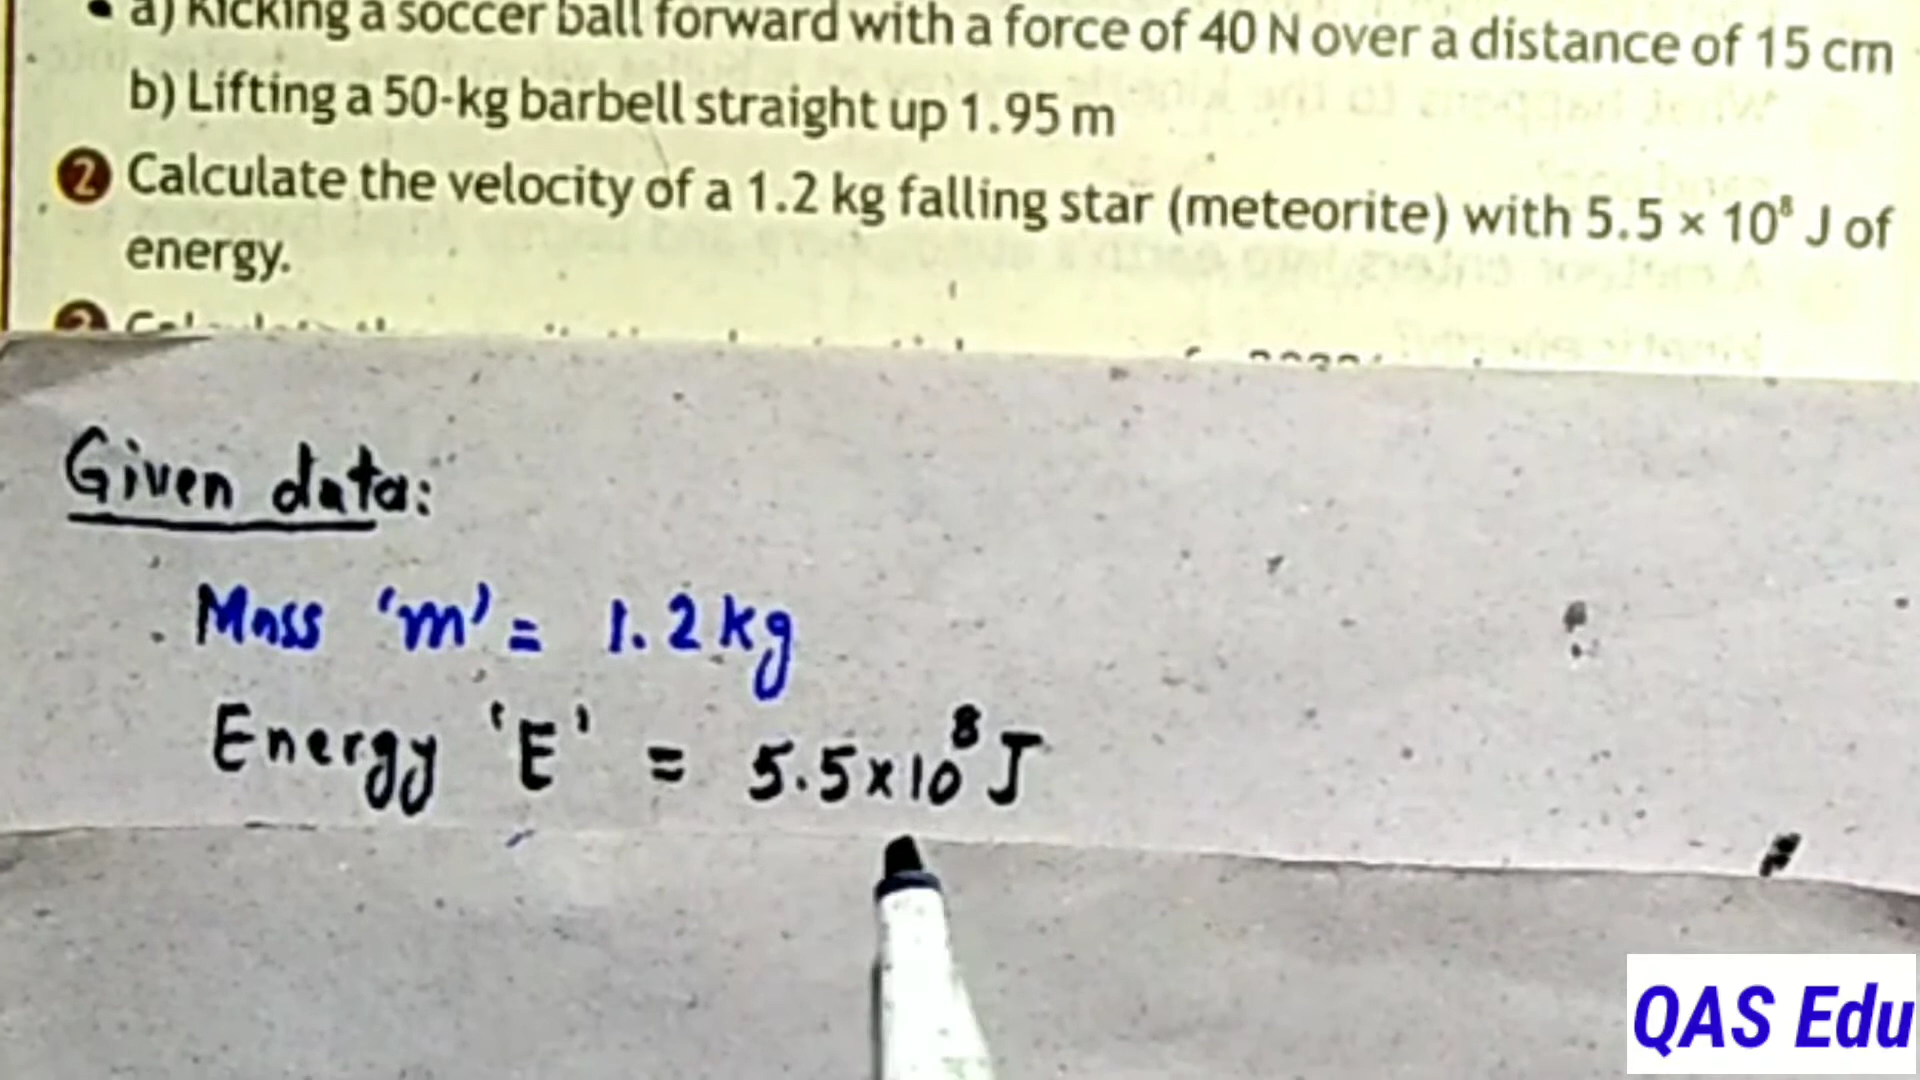 a) Kicking a soccer ball forward with a force of 40 N over a distance of 15 cm
b) Lifting a 50-kg barbell straight up 1.95 m
2 Calculate the velocity of a 1.2 kg falling star (meteorite) with 5.5 × 10⁸ J of
energy.
Given data:
Mass 'm' = 1.2 kg
Energy 'E' = 5.5×10⁸ J
QAS Edu